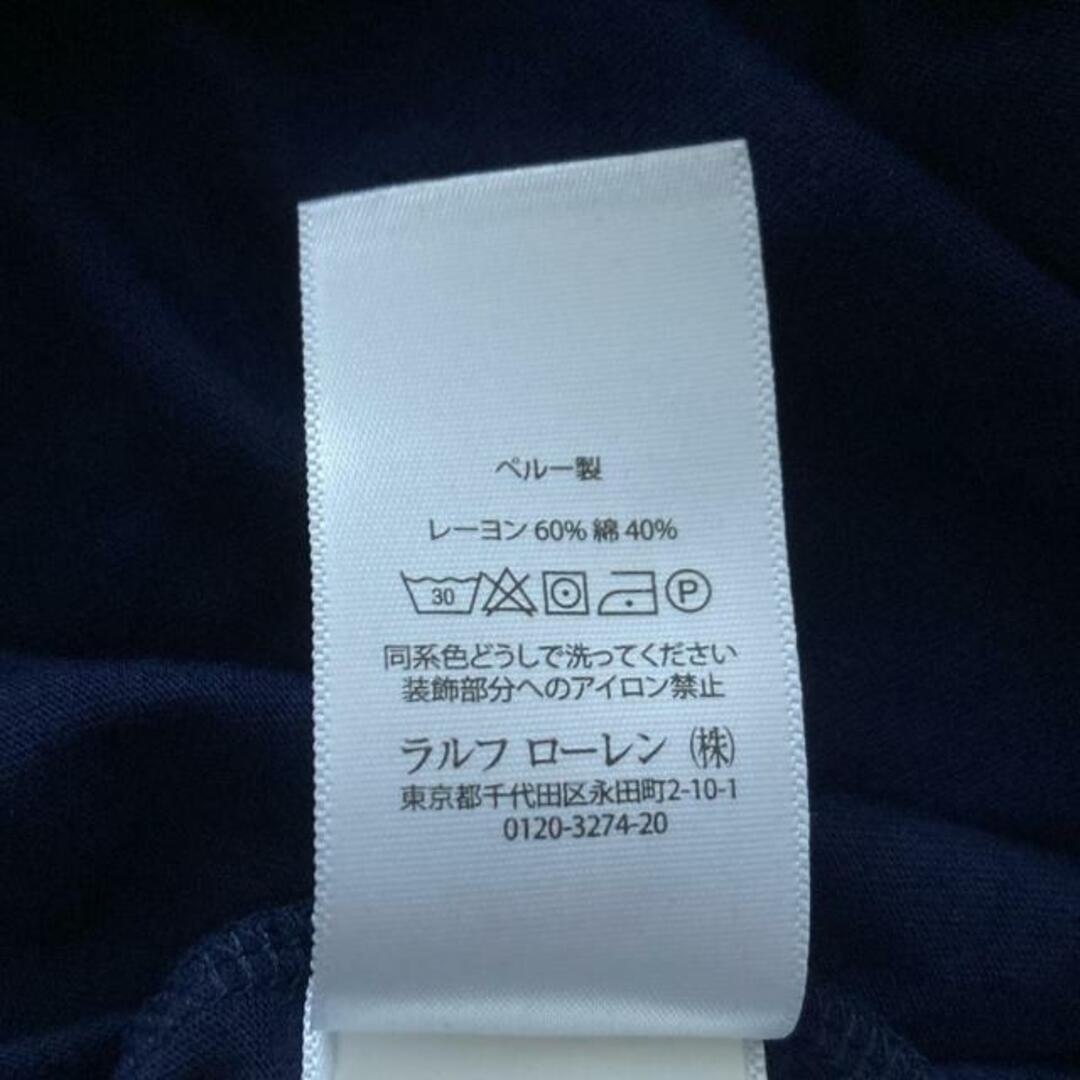 ペルー製
レーヨン 60% 綿 40%
30 P
同系色どうしで洗ってください
装飾部分へのアイロン禁止
ラルフ ローレン (株)
東京都千代田区永田町2-10-1
0120-3274-20